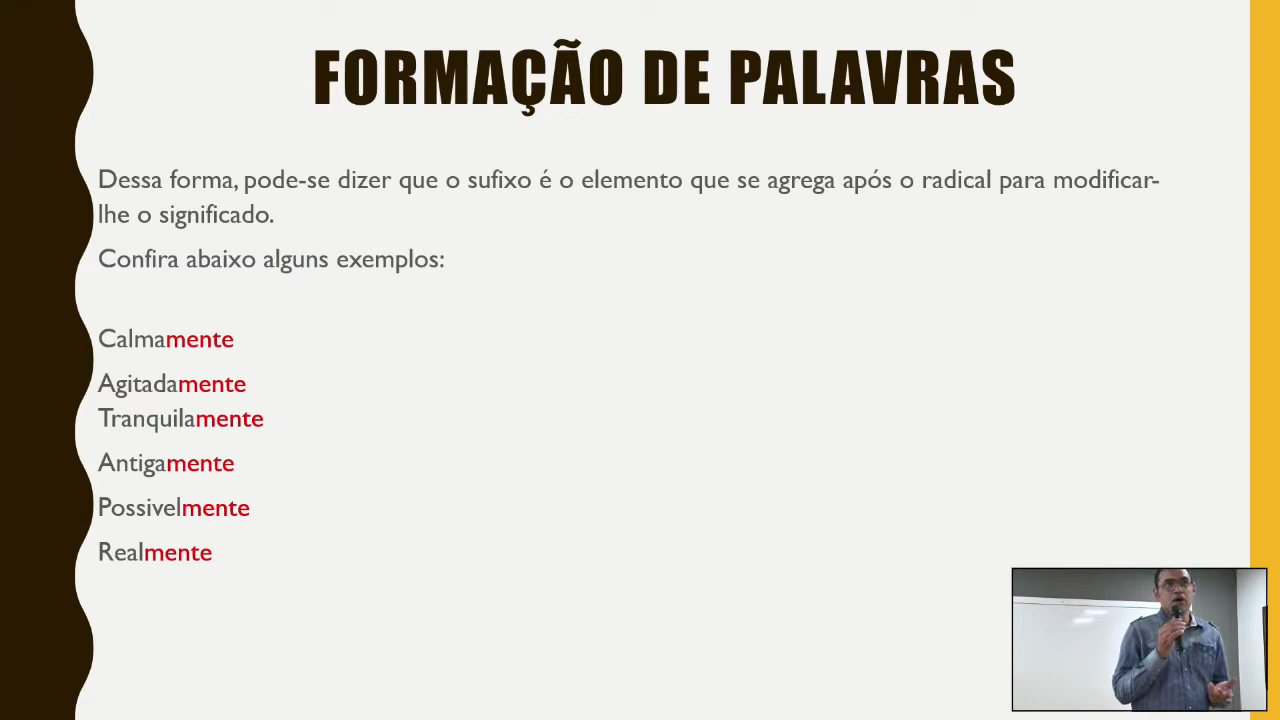 FORMAÇÃO DE PALAVRAS
Dessa forma, pode-se dizer que o sufixo é o elemento que se agrega após o radical para modificar-
lhe o significado.
Confira abaixo alguns exemplos:
Calmamente
Agitadamente
Tranquilamente
Antigamente
Possivelmente
Realmente